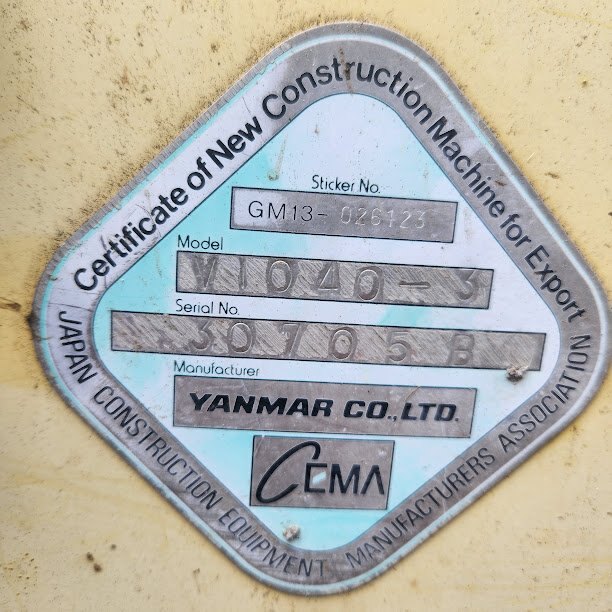 Certificate of New Construction Machine for Export
Sticker No.
GM13-026123
Model
VIO40-3
Serial No.
307058
Manufacturer
YANMAR CO.,LTD.
CEMA
JAPAN CONSTRUCTION EQUIPMENT MANUFACTURERS ASSOCIATION